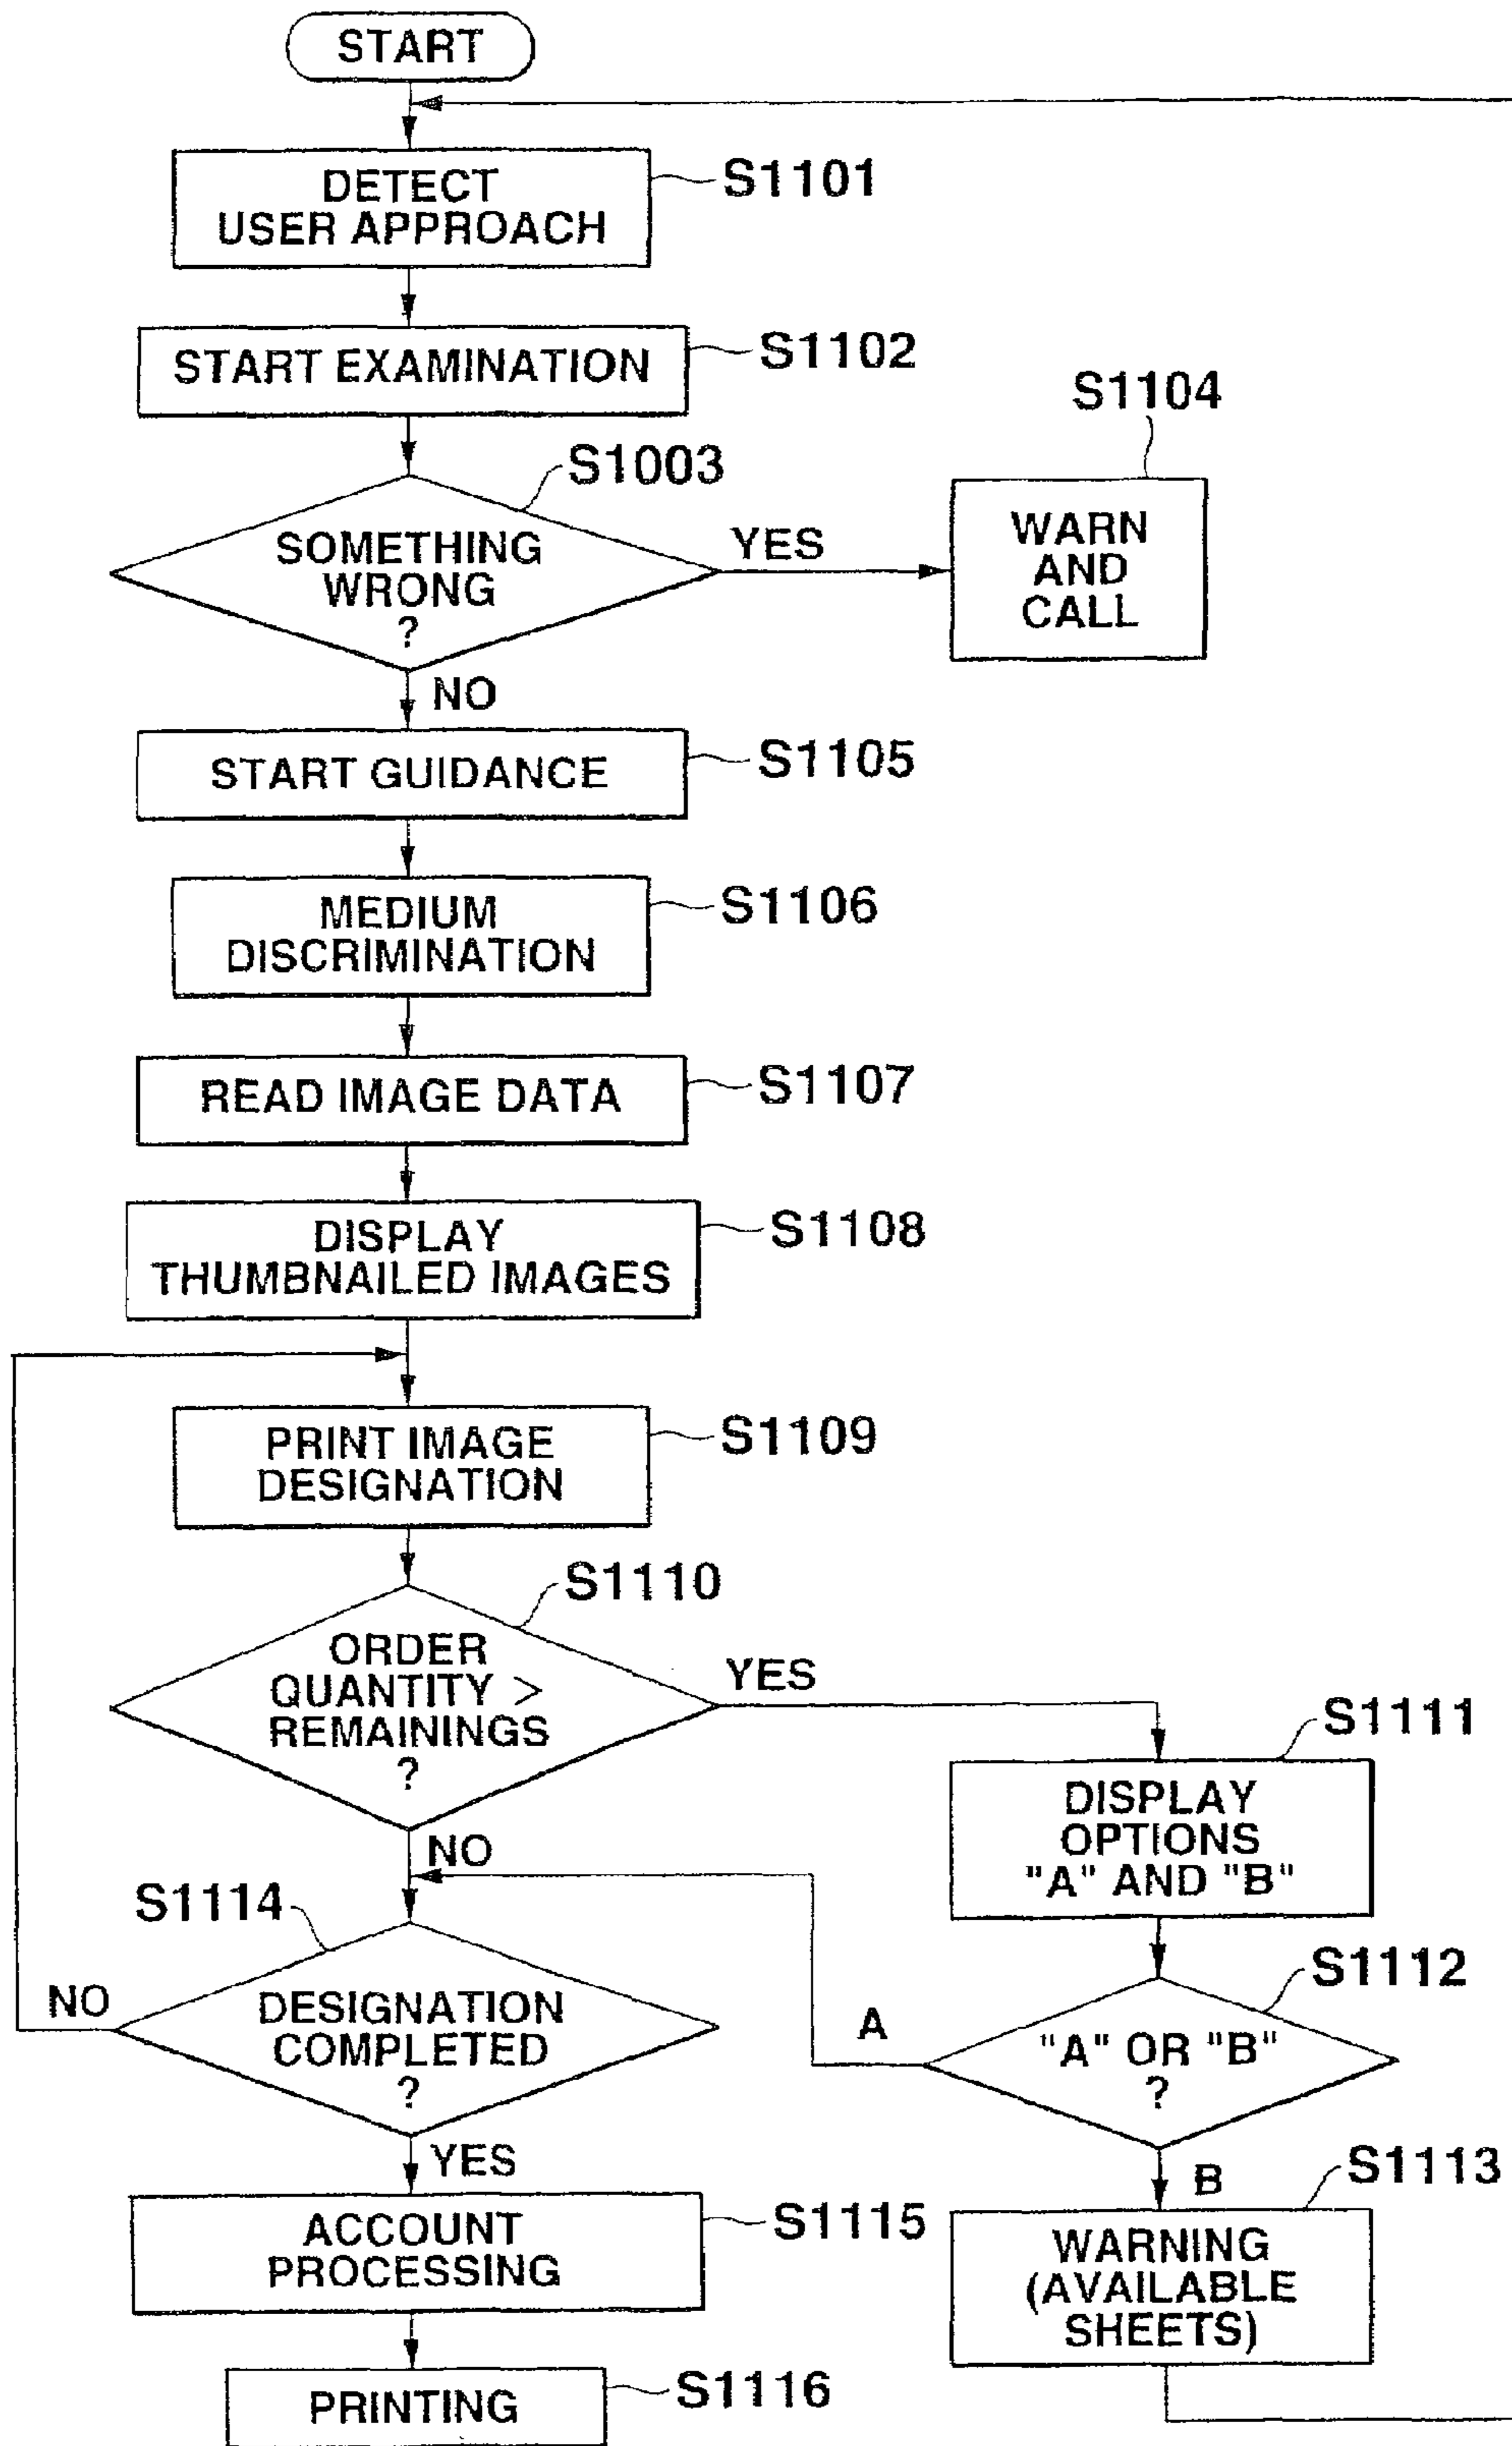 START
DETECT
USER APPROACH
S1101
START EXAMINATION
S1102
S1003
SOMETHING
WRONG
?
YES
S1104
WARN
AND
CALL
NO
START GUIDANCE
S1105
MEDIUM
DISCRIMINATION
S1106
READ IMAGE DATA
S1107
DISPLAY
THUMBNAILED IMAGES
S1108
PRINT IMAGE
DESIGNATION
S1109
S1110
ORDER
QUANTITY >
REMAININGS
?
YES
S1111
DISPLAY
OPTIONS
"A" AND "B"
NO
S1114
DESIGNATION
COMPLETED
?
NO
S1112
"A" OR "B"
?
A
B
S1113
WARNING
(AVAILABLE
SHEETS)
YES
ACCOUNT
PROCESSING
S1115
PRINTING
S1116